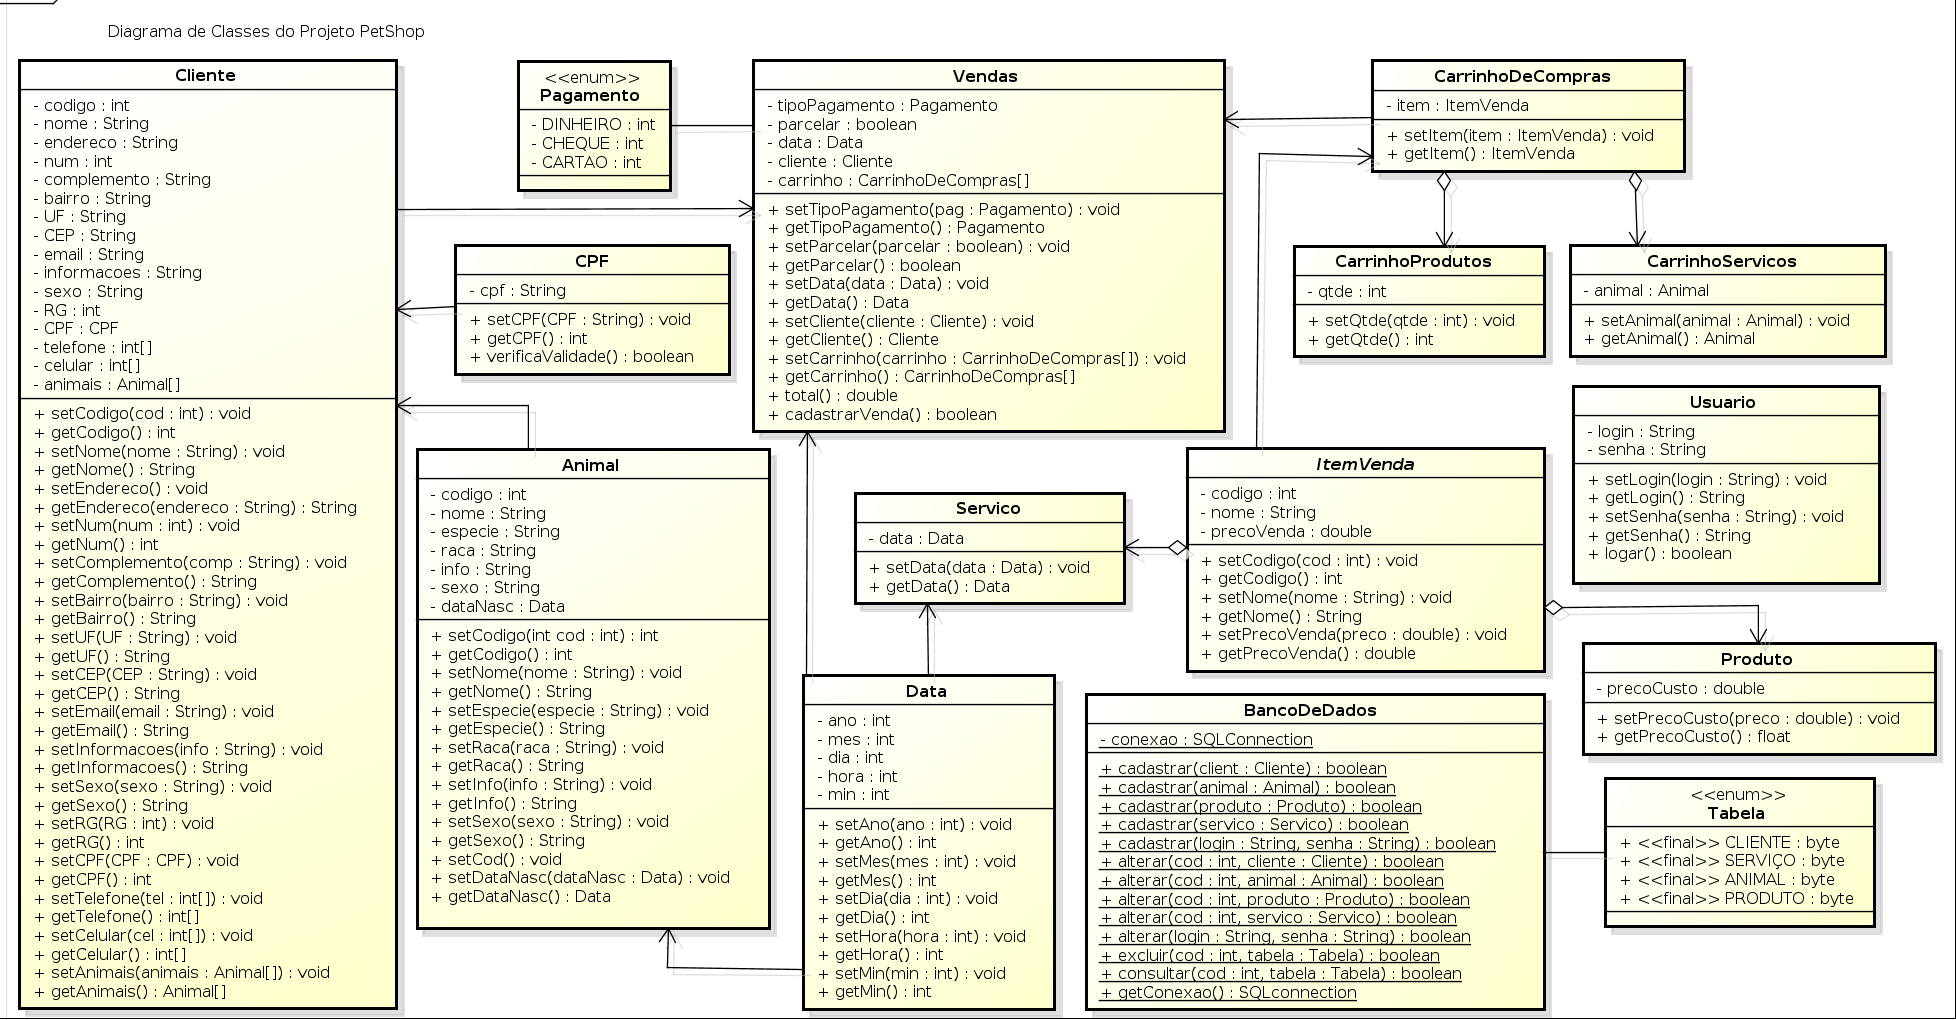 Diagrama de Classes do Projeto PetShop
Cliente
- codigo : int
- nome : String
- endereco : String
- num : int
- complemento : String
- bairro : String
- UF : String
- CEP : String
- email : String
- informacoes : String
- sexo : String
- RG : int
- CPF : CPF
- telefone : int[]
- celular : int[]
- animais : Animal[]
+ setCodigo(cod : int) : void
+ getCodigo() : int
+ setNome(nome : String) : void
+ getNome() : String
+ setEndereco() : void
+ getEndereco(endereco : String) : String
+ setNum(num : int) : void
+ getNum() : int
+ setComplemento(comp : String) : void
+ getComplemento() : String
+ setBairro(bairro : String) : void
+ getBairro() : String
+ setUF(UF : String) : void
+ getUF() : String
+ setCEP(CEP : String) : void
+ getCEP() : String
+ setEmail(email : String) : void
+ getEmail() : String
+ setInformacoes(info : String) : void
+ getInformacoes() : String
+ setSexo(sexo : String) : void
+ getSexo() : String
+ setRG(RG : int) : void
+ getRG() : int
+ setCPF(CPF : CPF) : void
+ getCPF() : int
+ setTelefone(tel : int[]) : void
+ getTelefone() : int[]
+ setCelular(cel : int[]) : void
+ getCelular() : int[]
+ setAnimais(animais : Animal[]) : void
+ getAnimais() : Animal[]
<<enum>>
Pagamento
- DINHEIRO : int
- CHEQUE : int
- CARTAO : int
CPF
- cpf : String
+ setCPF(CPF : String) : void
+ getCPF() : int
+ verificaValidade() : boolean
Animal
- codigo : int
- nome : String
- especie : String
- raca : String
- info : String
- sexo : String
- dataNasc : Data
+ setCodigo(int cod : int) : int
+ getCodigo() : int
+ setNome(nome : String) : void
+ getNome() : String
+ setEspecie(especie : String) : void
+ getEspecie() : String
+ setRaca(raca : String) : void
+ getRaca() : String
+ setInfo(info : String) : void
+ getInfo() : String
+ setSexo(sexo : String) : void
+ getSexo() : String
+ setCod() : void
+ setDataNasc(dataNasc : Data) : void
+ getDataNasc() : Data
Vendas
- tipoPagamento : Pagamento
- parcelar : boolean
- data : Data
- cliente : Cliente
- carrinho : CarrinhoDeCompras[]
+ setTipoPagamento(pag : Pagamento) : void
+ getTipoPagamento() : Pagamento
+ setParcelar(parcelar : boolean) : void
+ getParcelar() : boolean
+ setData(data : Data) : void
+ getData() : Data
+ setCliente(cliente : Cliente) : void
+ getCliente() : Cliente
+ setCarrinho(carrinho : CarrinhoDeCompras[]) : void
+ getCarrinho() : CarrinhoDeCompras[]
+ total() : double
+ cadastrarVenda() : boolean
Servico
- data : Data
+ setData(data : Data) : void
+ getData() : Data
Data
- ano : int
- mes : int
- dia : int
- hora : int
- min : int
+ setAno(ano : int) : void
+ getAno() : int
+ setMes(mes : int) : void
+ getMes() : int
+ setDia(dia : int) : void
+ getDia() : int
+ setHora(hora : int) : void
+ getHora() : int
+ setMin(min : int) : void
+ getMin() : int
CarrinhoDeCompras
- item : ItemVenda
+ setItem(item : ItemVenda) : void
+ getItem() : ItemVenda
CarrinhoProdutos
- qtde : int
+ setQtde(qtde : int) : void
+ getQtde() : int
CarrinhoServicos
- animal : Animal
+ setAnimal(animal : Animal) : void
+ getAnimal() : Animal
ItemVenda
- codigo : int
- nome : String
- precoVenda : double
+ setCodigo(cod : int) : void
+ getCodigo() : int
+ setNome(nome : String) : void
+ getNome() : String
+ setPrecoVenda(preco : double) : void
+ getPrecoVenda() : double
Usuario
- login : String
- senha : String
+ setLogin(login : String) : void
+ getLogin() : String
+ setSenha(senha : String) : void
+ getSenha() : String
+ logar() : boolean
Produto
- precoCusto : double
+ setPrecoCusto(preco : double) : void
+ getPrecoCusto() : float
BancoDeDados
- conexao : SQLConnection
+ cadastrar(client : Cliente) : boolean
+ cadastrar(animal : Animal) : boolean
+ cadastrar(produto : Produto) : boolean
+ cadastrar(servico : Servico) : boolean
+ cadastrar(login : String, senha : String) : boolean
+ alterar(cod : int, cliente : Cliente) : boolean
+ alterar(cod : int, animal : Animal) : boolean
+ alterar(cod : int, produto : Produto) : boolean
+ alterar(cod : int, servico : Servico) : boolean
+ alterar(login : String, senha : String) : boolean
+ excluir(cod : int, tabela : Tabela) : boolean
+ consultar(cod : int, tabela : Tabela) : boolean
+ getConexao() : SQLconnection
<<enum>>
Tabela
+ <<final>> CLIENTE : byte
+ <<final>> SERVIÇO : byte
+ <<final>> ANIMAL : byte
+ <<final>> PRODUTO : byte